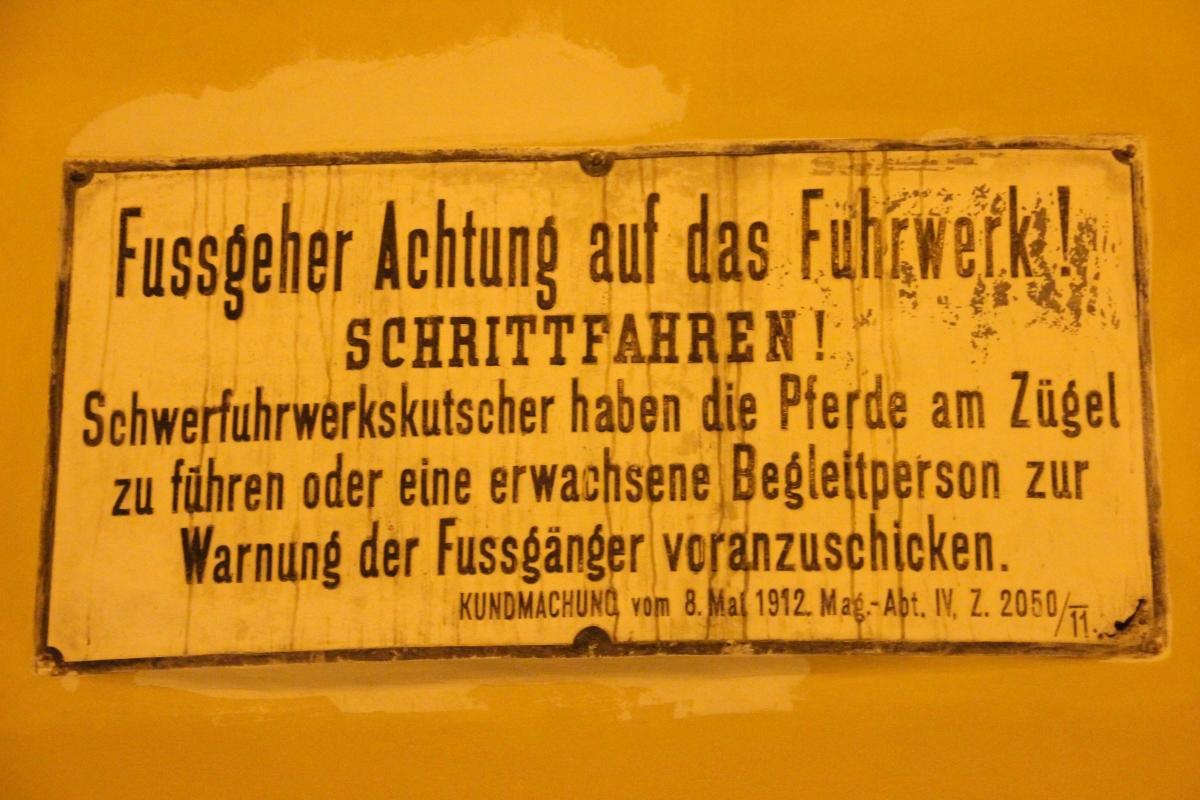 Fussgeher Achtung auf das Fuhrwerk!
SCHRITTFAHREN!
Schwerfuhrwerkskutscher haben die Pferde am Zügel
zu führen oder eine erwachsene Begleitperson zur
Warnung der Fussgänger voranzuschicken.
KUNDMACHUNG vom 8. Mai 1912. Mag.-Abt. IV, Z. 2050/11.